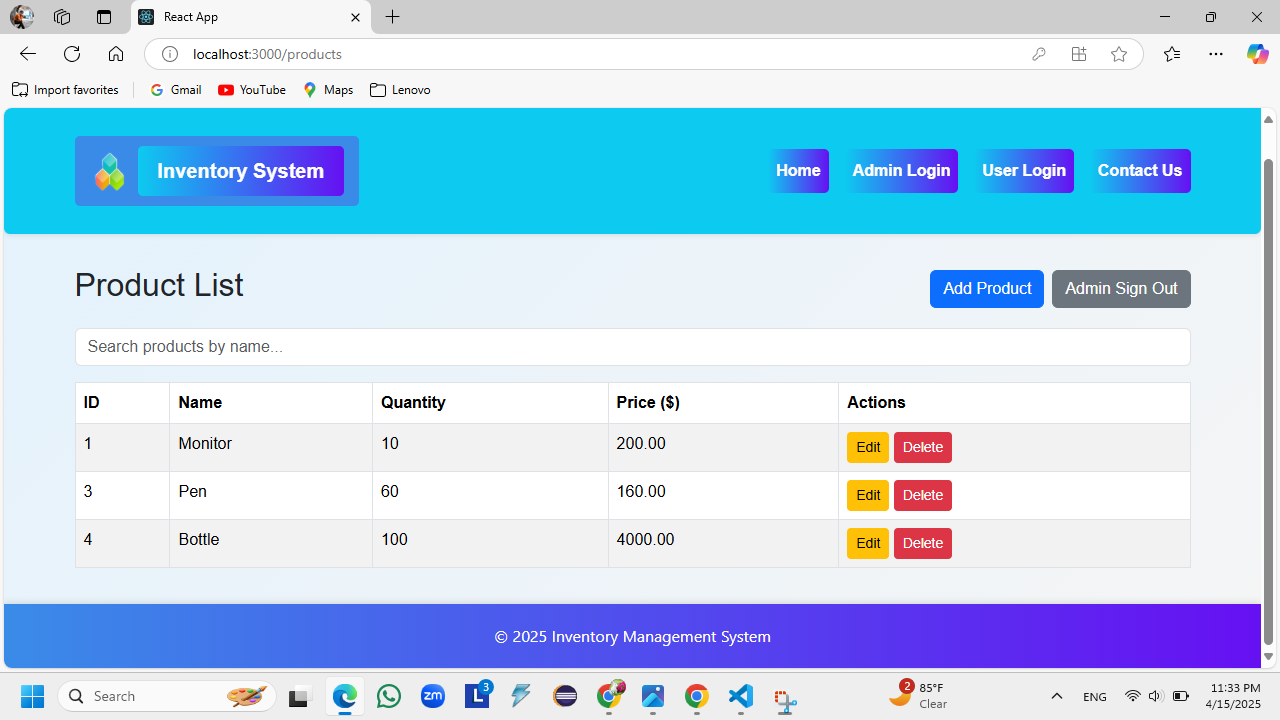 React App
localhost:3000/products
Import favorites Gmail YouTube Maps Lenovo
Inventory System Home Admin Login User Login Contact Us
Product List Add Product Admin Sign Out
Search products by name...
ID Name Quantity Price ($) Actions
1 Monitor 10 200.00 Edit Delete
3 Pen 60 160.00 Edit Delete
4 Bottle 100 4000.00 Edit Delete
© 2025 Inventory Management System
Search zm L 3 2 85°F ENG 11:33 PM
Clear 4/15/2025